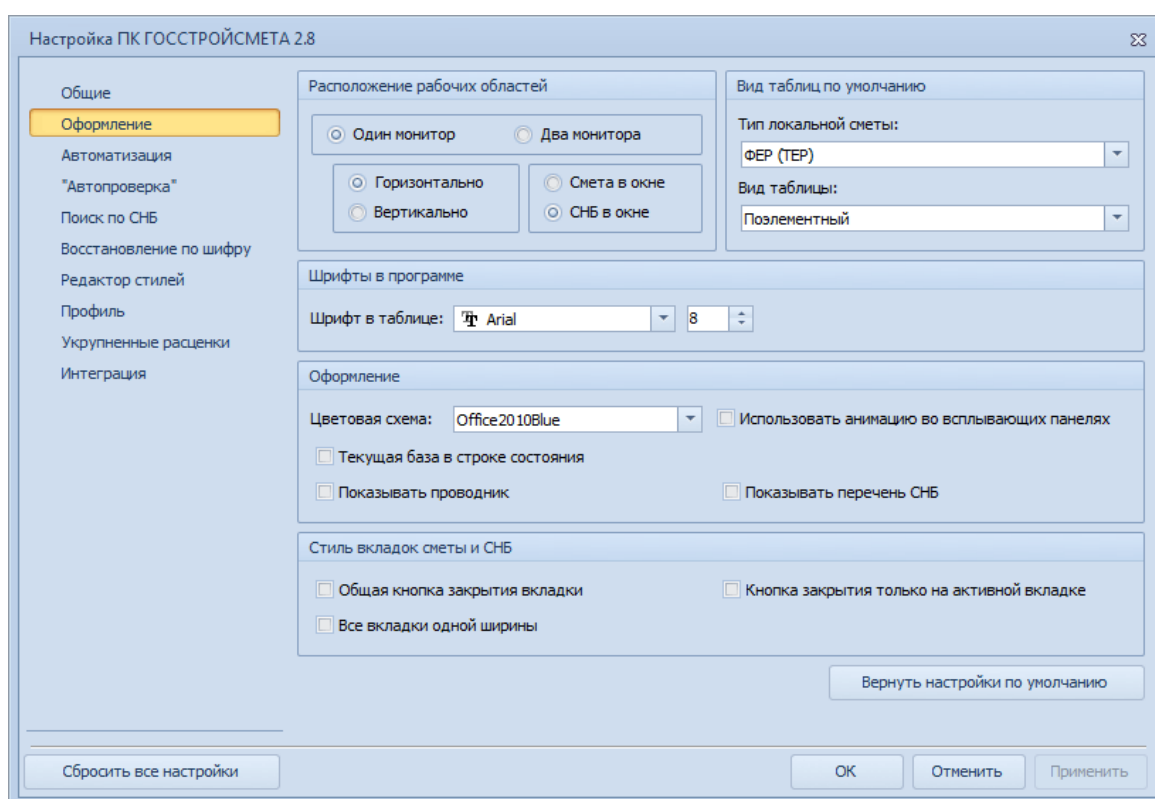 Настройка ПК ГОССТРОЙСМЕТА 2.8
Общие
Оформление
Автоматизация
"Автопроверка"
Поиск по СНБ
Восстановление по шифру
Редактор стилей
Профиль
Укрупненные расценки
Интеграция
Расположение рабочих областей
Один монитор
Два монитора
Горизонтально
Вертикально
Смета в окне
СНБ в окне
Вид таблиц по умолчанию
Тип локальной сметы:
ФЕР (ТЕР)
Вид таблицы:
Поэлементный
Шрифты в программе
Шрифт в таблице: Arial 8
Оформление
Цветовая схема: Office2010Blue
Использовать анимацию во всплывающих панелях
Текущая база в строке состояния
Показывать проводник
Показывать перечень СНБ
Стиль вкладок сметы и СНБ
Общая кнопка закрытия вкладки
Кнопка закрытия только на активной вкладке
Все вкладки одной ширины
Вернуть настройки по умолчанию
Сбросить все настройки
ОК
Отменить
Применить